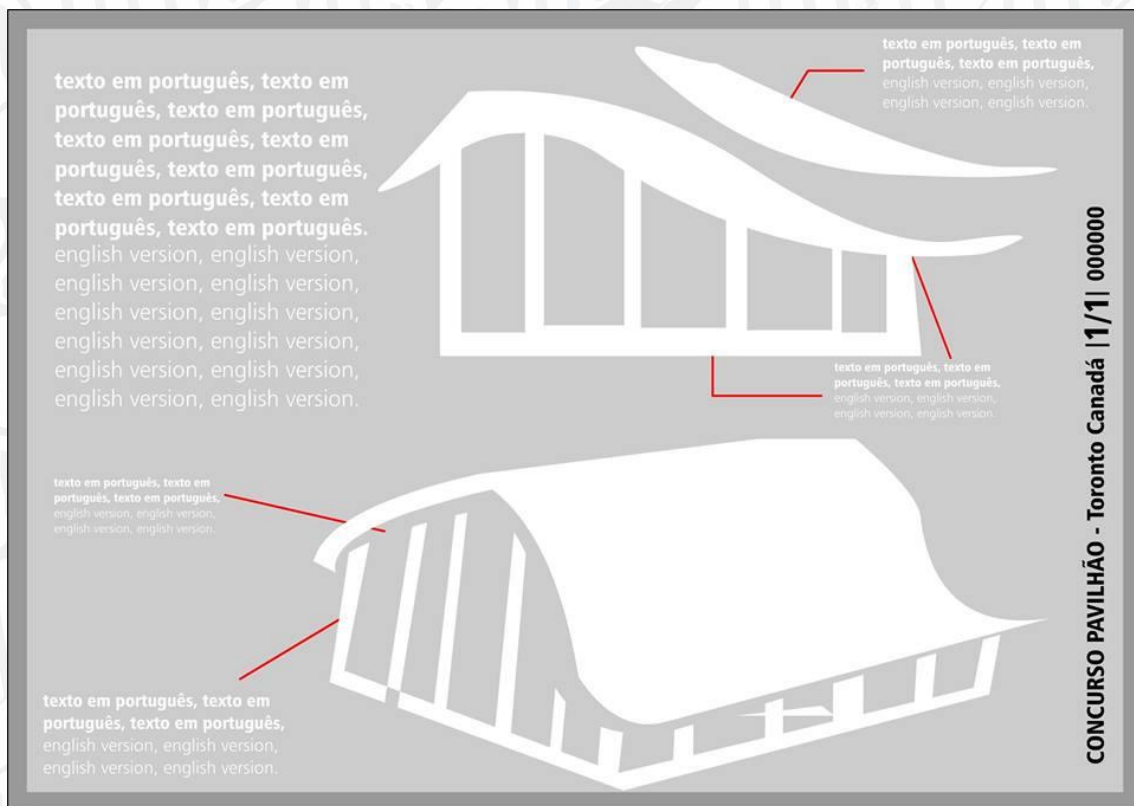 texto em português, texto em
português, texto em português,
texto em português, texto em
português, texto em português,
texto em português, texto em
português, texto em português.
english version, english version,
english version, english version,
english version, english version,
english version, english version,
english version, english version,
english version, english version.
texto em português, texto em
português, texto em português,
english version, english version,
english version, english version.
texto em português, texto em
português, texto em português,
english version, english version,
english version, english version.
texto em português, texto em
português, texto em português,
english version, english version,
english version, english version.
texto em português, texto em
português, texto em português,
english version, english version,
english version, english version.
CONCURSO PAVILHÃO - Toronto Canadá |1/1| 000000